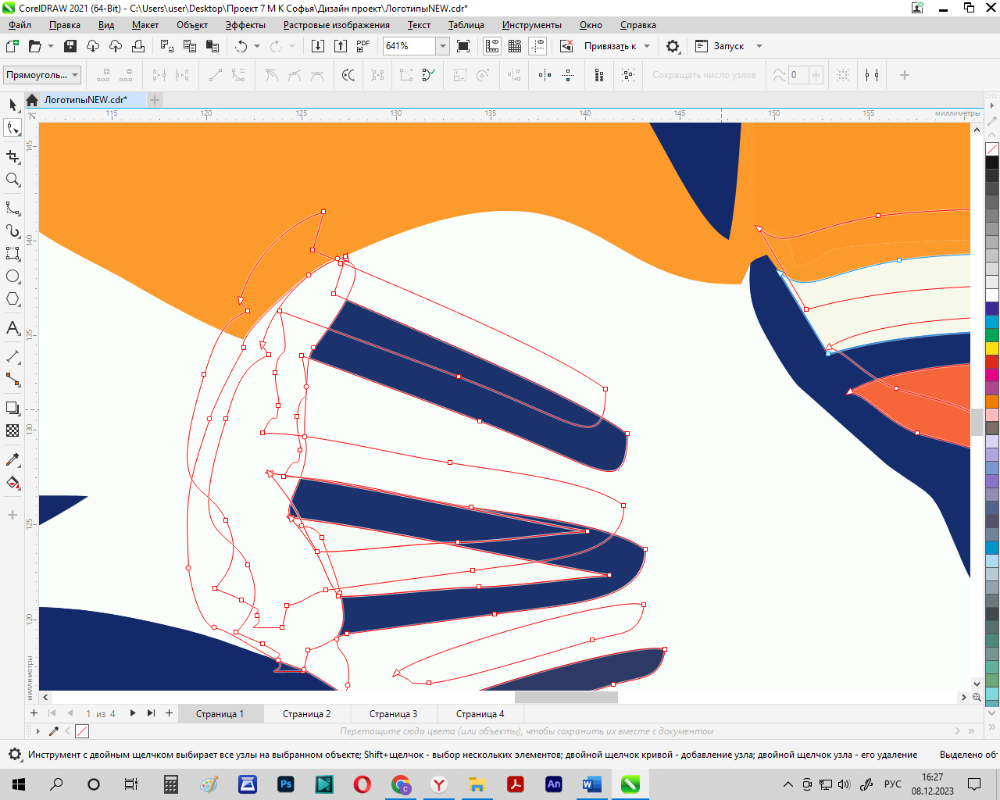 CorelDRAW 2021 (64-Bit) - C:\Users\user\Desktop\Проект 7 М К Софья\Дизайн проект\ЛоготипыNEW.cdr*
Файл Правка Вид Макет Объект Эффекты Растровые изображения Текст Таблица Инструменты Окно Справка
PDF 641% Привязать к Запуск
Прямоуголь... Сокращать число узлов 0
ЛоготипыNEW.cdr*
115 120 125 130 135 140 145 150 155 миллиметры
145
140
135
130
125
120
миллиметры
1 из 4 Страница 1 Страница 2 Страница 3 Страница 4
Перетащите сюда цвета (или объекты), чтобы сохранить их вместе с документом
Инструмент с двойным щелчком выбирает все узлы на выбранном объекте; Shift+щелчок - выбор нескольких элементов; двойной щелчок кривой - добавление узла; двойной щелчок узла - его удаление Выделено об
Ps An W C РУС 16:27
08.12.2023